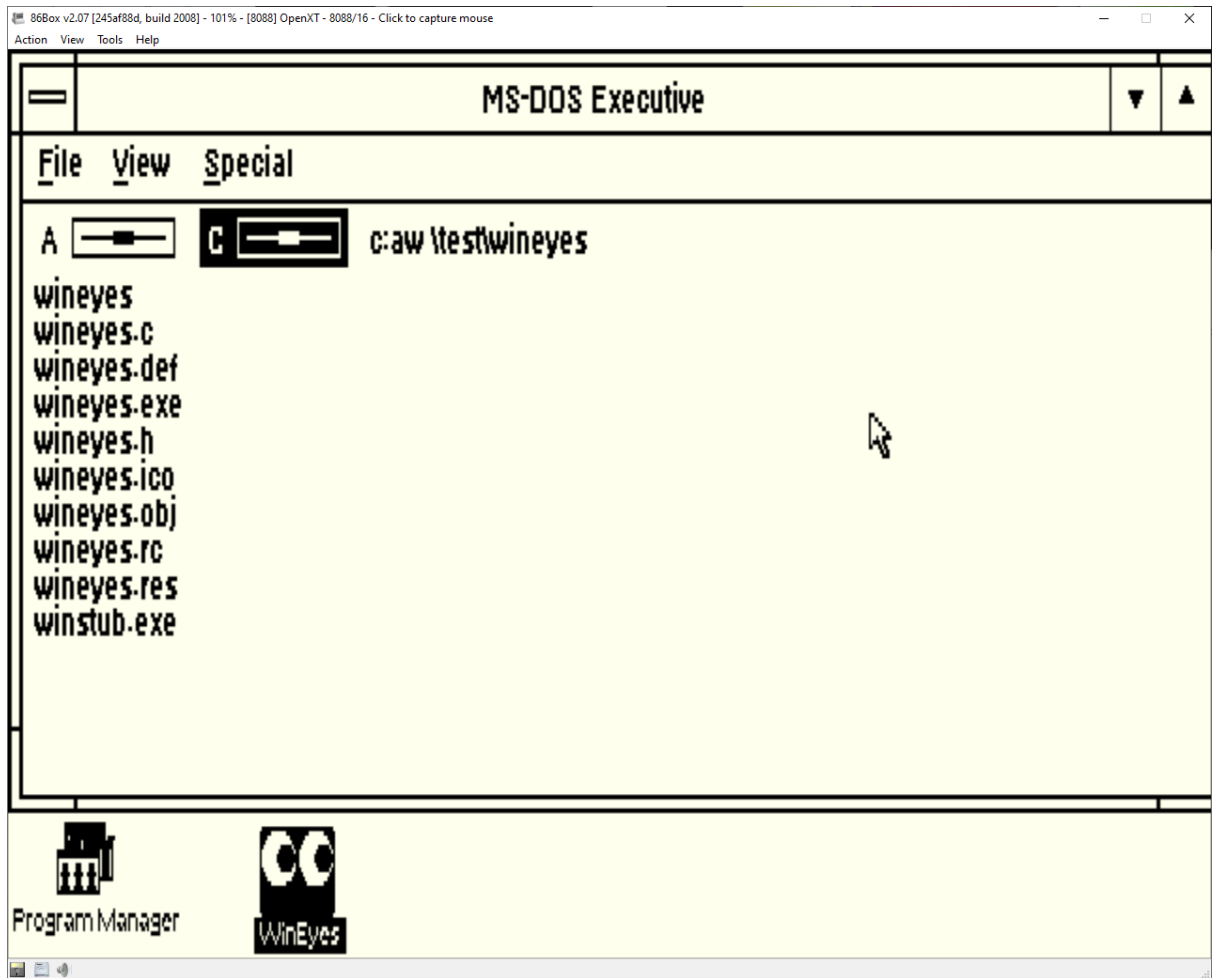 86Box v2.07 [245af88d, build 2008] - 101% - [8088] OpenXT - 8088/16 - Click to capture mouse
Action View Tools Help
MS-DOS Executive
File View Special
A C c:aw \test\wineyes
wineyes
wineyes.c
wineyes.def
wineyes.exe
wineyes.h
wineyes.ico
wineyes.obj
wineyes.rc
wineyes.res
winstub.exe
Program Manager WinEyes